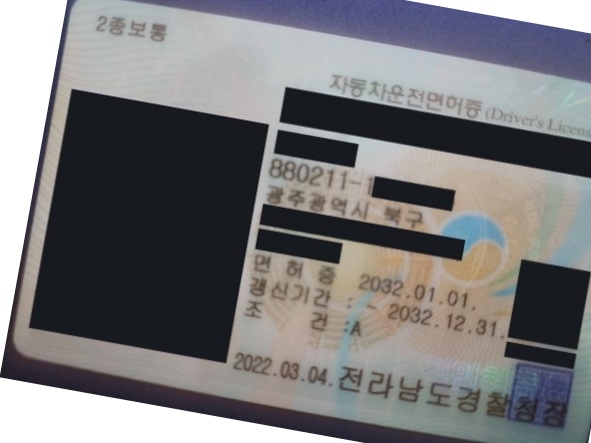 2종보통
자동차운전면허증 (Driver's Licens
880211-1
광주광역시 북구
면 허 증 2032.01.01.
갱신기간 : ~ 2032.12.31.
조 건 :A
2022.03.04. 전라남도경찰청장